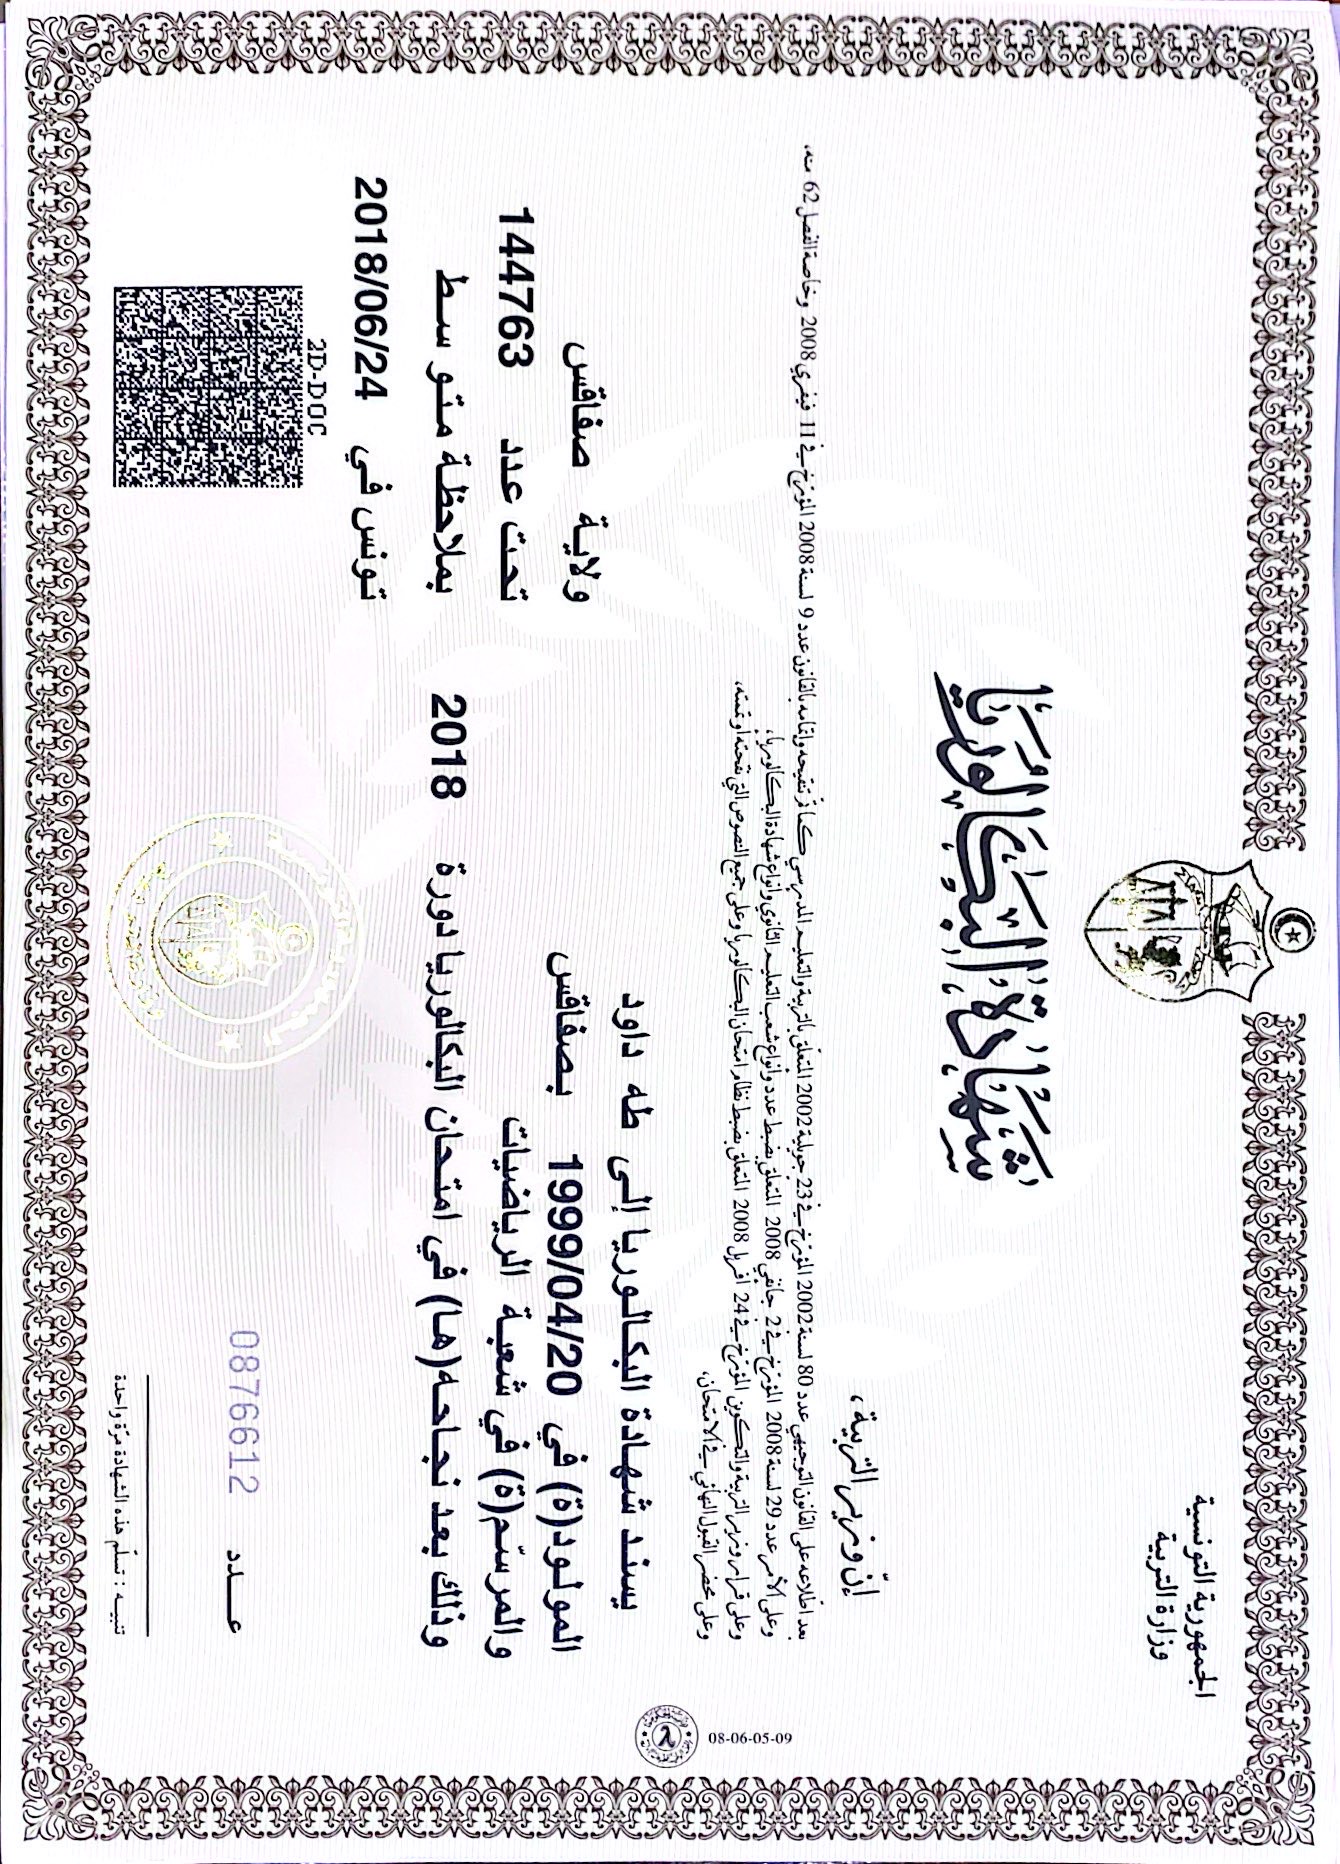 الجمهورية التونسية
وزارة التربية
شهادة البكالوريا
إنّ وزير التربية،
بعد اطّلاعه على القانون التوجيهي عدد 80 لسنة 2002 المؤرخ في 23 جويلية 2002 المتعلق بالتربية والتعليم المدرسي كما تم تنقيحه وإتمامه بالقانون عدد 9 لسنة 2008 المؤرخ في 11 فيفري 2008 وخاصة الفصل 62 منه،
وعلى الأمر عدد 29 لسنة 2008 المؤرخ في 2 جانفي 2008 المتعلق بضبط عدد وأنواع شعب التعليم الثانوي وأنواع شهادة البكالوريا،
وعلى قرار وزير التربية والتكوين المؤرخ في 24 أفريل 2008 المتعلق بضبط نظام امتحان البكالوريا وعلى جميع النصوص التي نقحته أو تممته،
وعلى محضر القبول النهائي في الامتحان،
يسند شهادة البكالوريا إلى طه داود
المولود(ة) في 1999/04/20 بصفاقس ولاية صفاقس
والمرسّم(ة) في شعبة الرياضيات تحت عدد 144763
وذلك بعد نجاحه(ها) في امتحان البكالوريا دورة 2018 بملاحظة متوسط
تونس في 2018/06/24
2D-DOC
عــدد 0876612
تنبيه : تسلّم هذه الشهادة مرّة واحدة
08-06-05-09